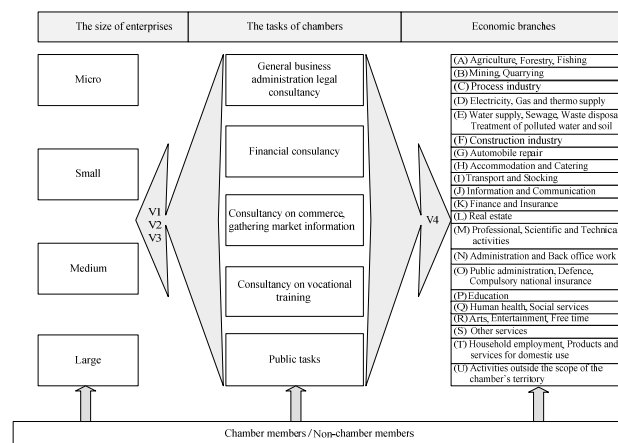 The size of enterprises
The tasks of chambers
Economic branches
Micro
Small
Medium
Large
V1
V2
V3
General business
administration legal
consultancy
Financial consulancy
Consultancy on commerce,
gathering market information
Consultancy on vocational
training
Public tasks
V4
(A) Agriculture, Forestry, Fishing
(B) Mining, Quarrying
(C) Process industry
(D) Electricity, Gas and thermo supply
(E) Water supply, Sewage, Waste disposa
Treatment of polluted water and soil
(F) Construction industry
(G) Automobile repair
(H) Accommodation and Catering
(I) Transport and Stocking
(J) Information and Communication
(K) Finance and Insurance
(L) Real estate
(M) Professional, Scientific and Technica
activities
(N) Administration and Back office work
(O) Public administration, Defence,
Compulsory national insurance
(P) Education
(Q) Human health, Social services
(R) Arts, Entertainment, Free time
(S) Other services
(T) Household employment, Products and
services for domestic use
(U) Activities outside the scope of the
chamber's territory
Chamber members / Non-chamber members